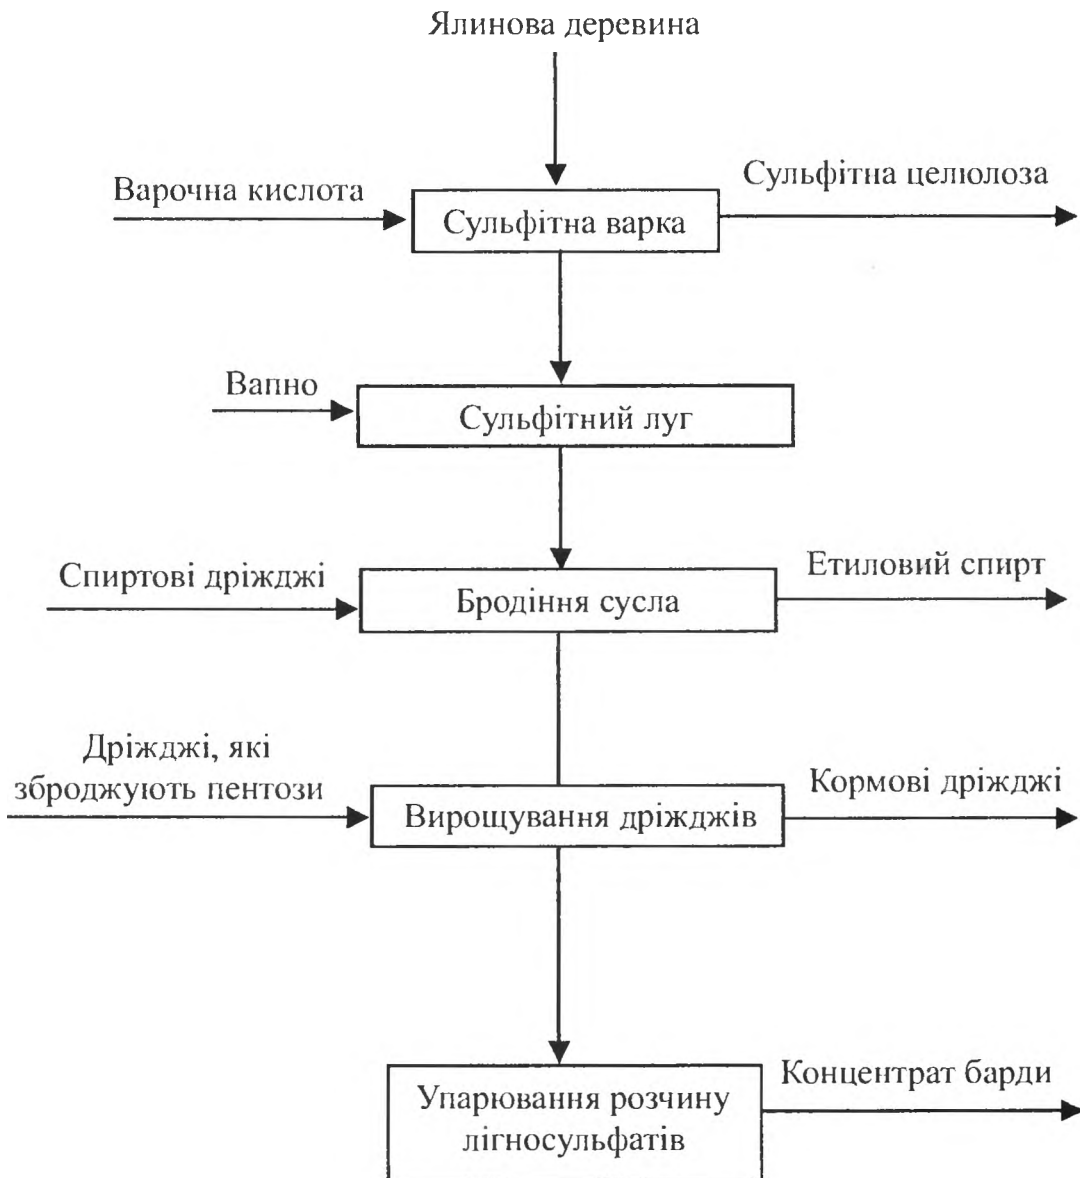 Ялинова деревина
Варочна кислота
Сульфітна варка
Сульфітна целюлоза
Вапно
Сульфітний луг
Спиртові дріжджі
Бродіння сусла
Етиловий спирт
Дріжджі, які
зброджують пентози
Вирощування дріжджів
Кормові дріжджі
Упарювання розчину
лігносульфатів
Концентрат барди